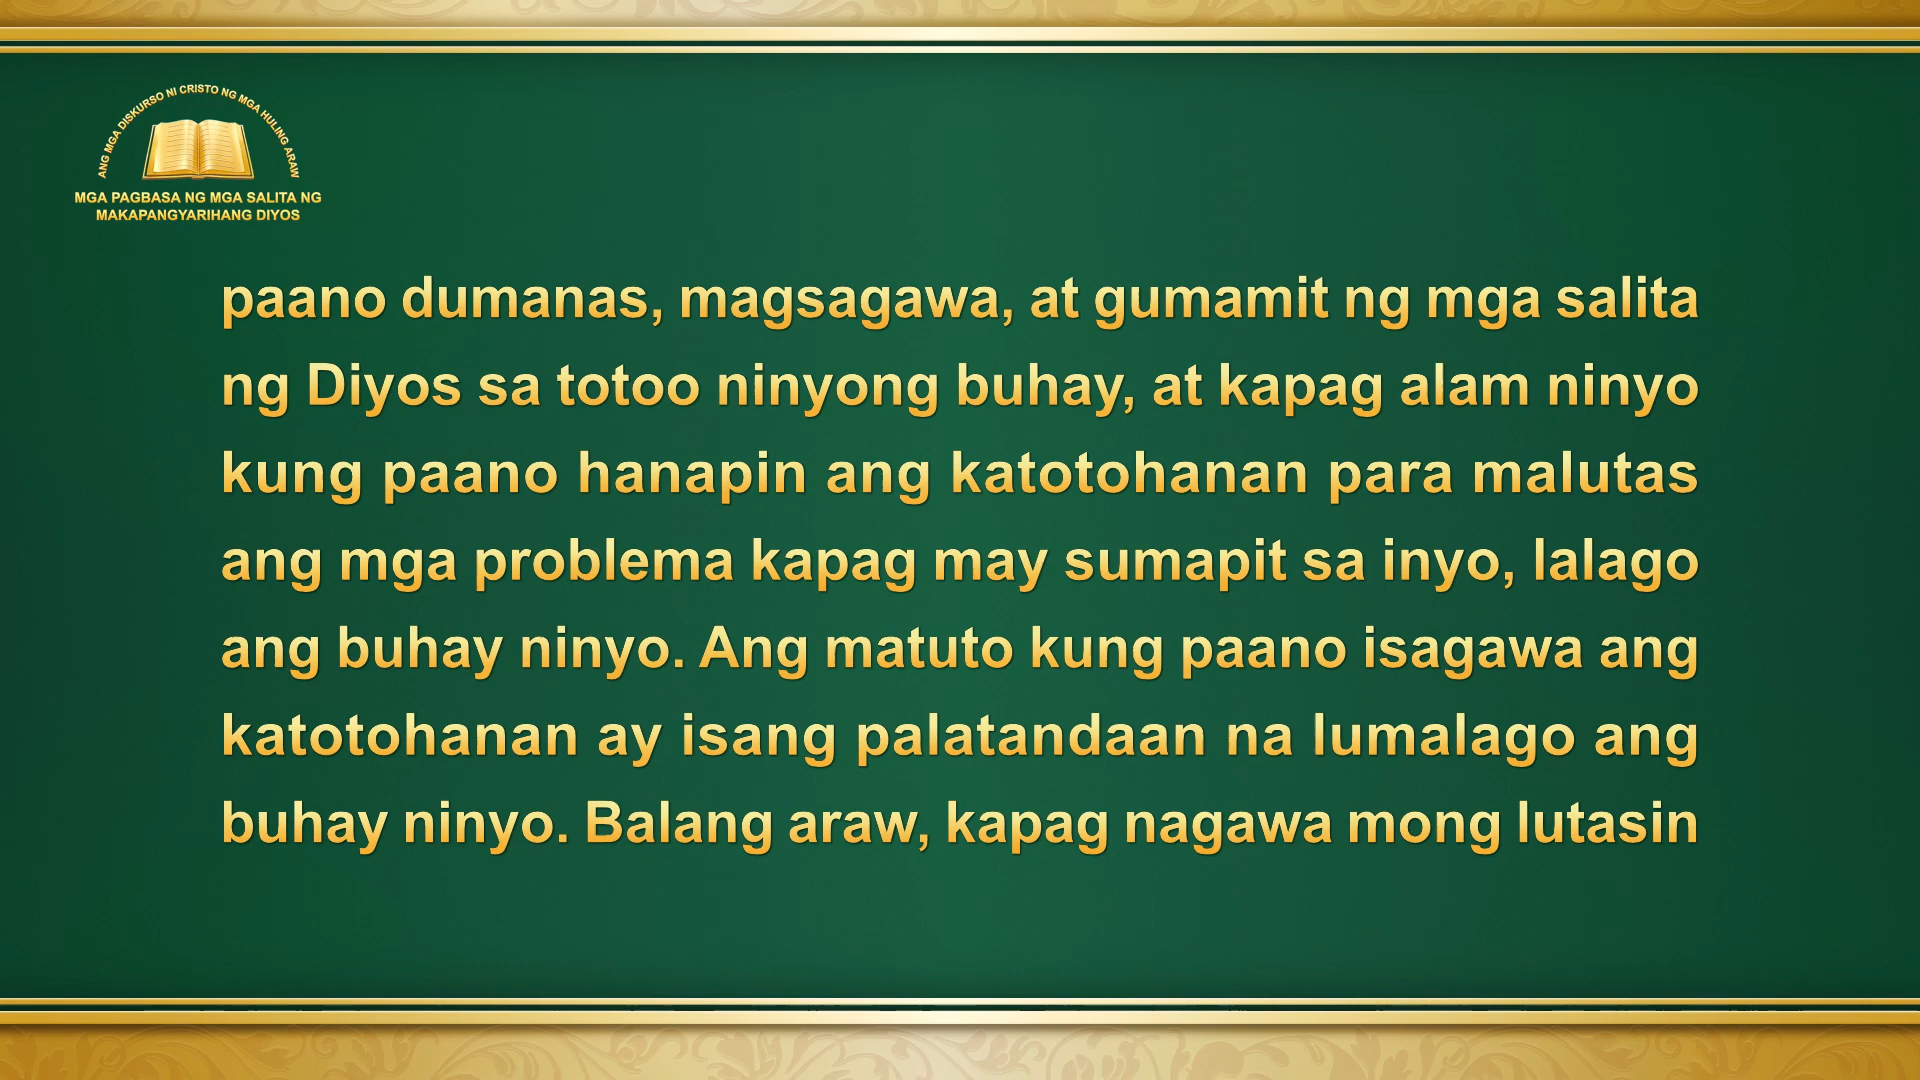 ANG MGA DISKURSO NI CRISTO NG MGA HULING ARAW
MGA PAGBASA NG MGA SALITA NG
MAKAPANGYARIHANG DIYOS
paano dumanas, magsagawa, at gumamit ng mga salita
ng Diyos sa totoo ninyong buhay, at kapag alam ninyo
kung paano hanapin ang katotohanan para malutas
ang mga problema kapag may sumapit sa inyo, lalago
ang buhay ninyo. Ang matuto kung paano isagawa ang
katotohanan ay isang palatandaan na lumalago ang
buhay ninyo. Balang araw, kapag nagawa mong lutasin